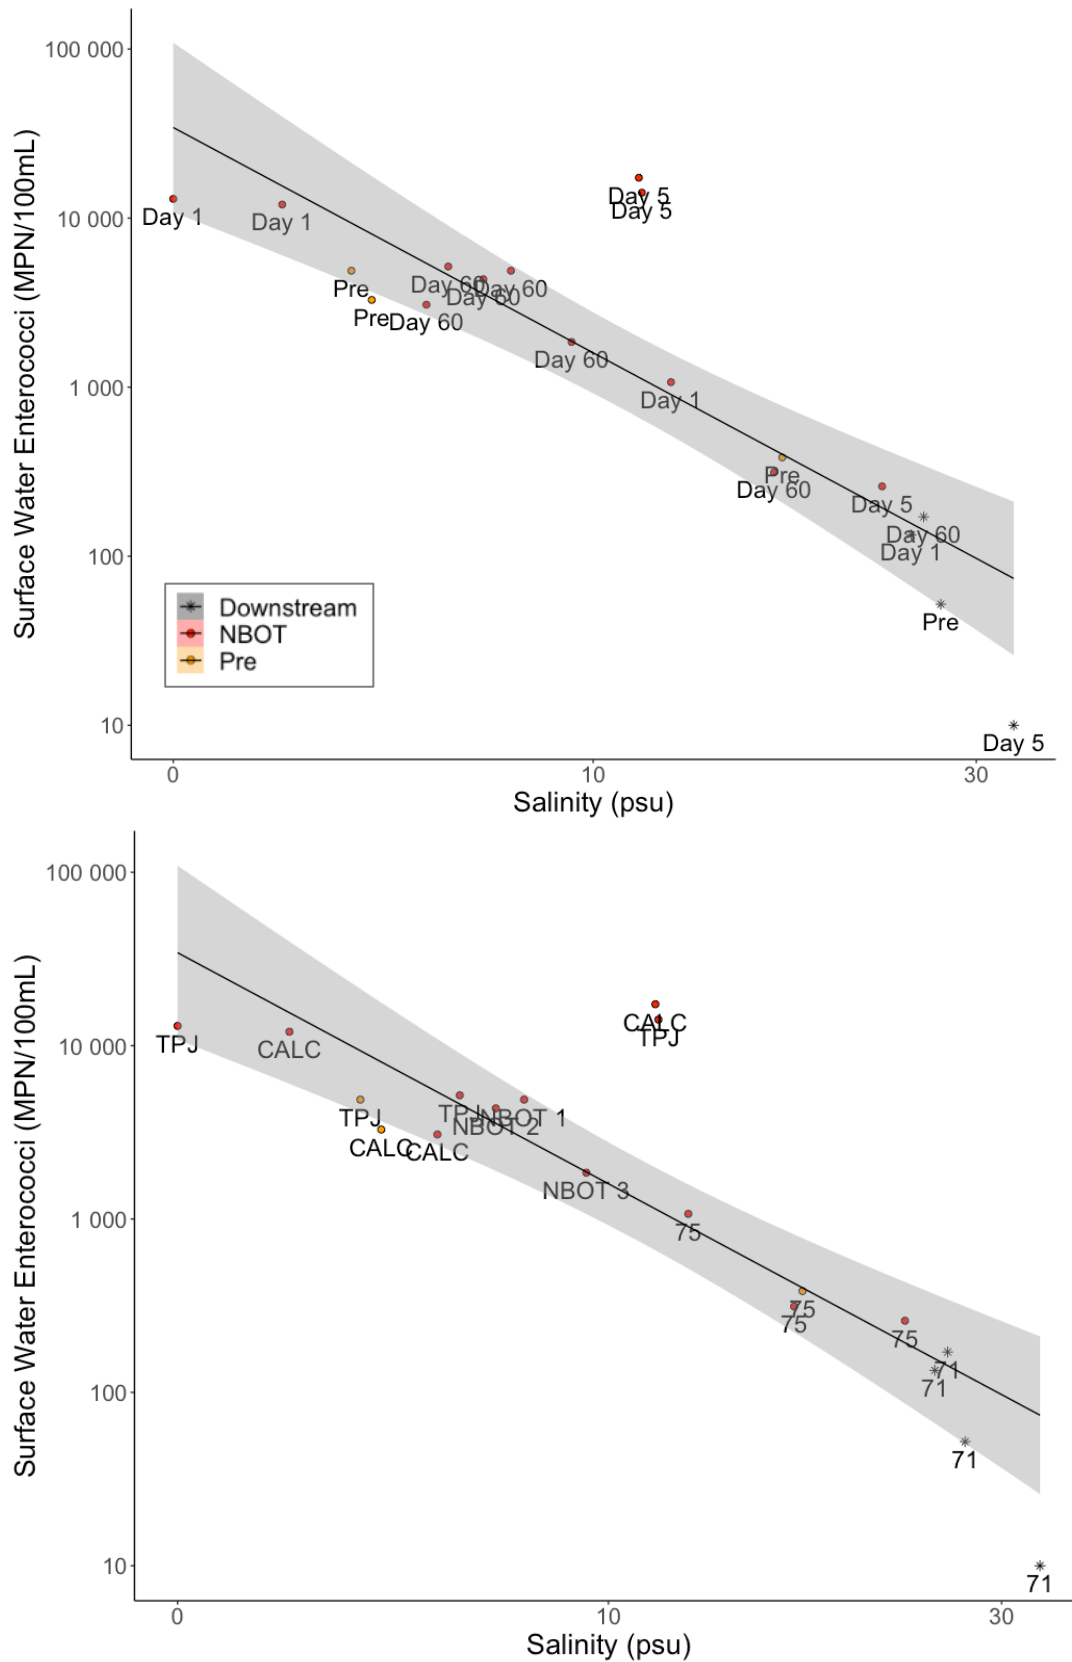 100 000
Day 5
Day 5
10 000
Day 1
Day 1
Pre
Day 60
Day 60
Day 60
Pre
Day 60
Day 60
1 000
Day 1
Pre
Day 60
Day 5
Day 60
100
Day 1
Pre
Downstream
NBOT
Pre
10
Day 5
0
10
30
Salinity (psu)
Surface Water Enterococci (MPN/100mL)
100 000
CALC
TPJ
10 000
TPJ
CALC
TPJ
TPJ
NBOT 1
NBOT 2
CALC
CALC
NBOT 3
1 000
75
75
75
75
71
100
71
71
10
71
0
10
30
Salinity (psu)
Surface Water Enterococci (MPN/100mL)